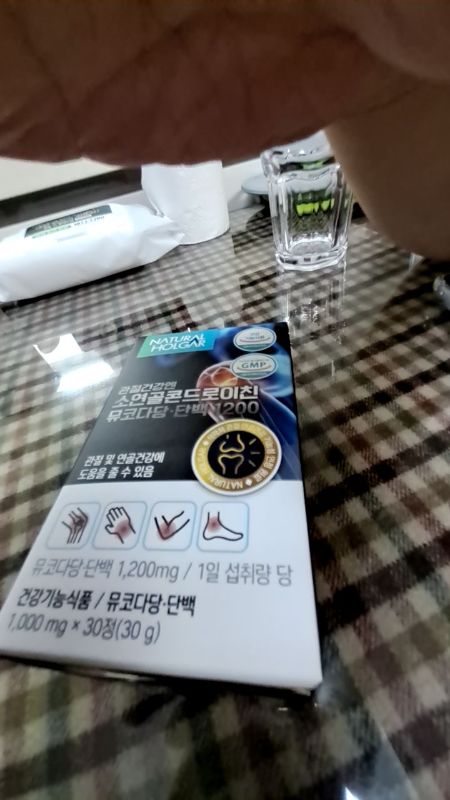 NATURAL
HOLGAR
GMP
관절건강엔
소연골콘드로이친
뮤코다당·단백 1200
관절 및 연골건강에
도움을 줄 수 있음
뮤코다당·단백 1,200mg / 1일 섭취량 당
건강기능식품 / 뮤코다당·단백
1,000 mg × 30정(30 g)